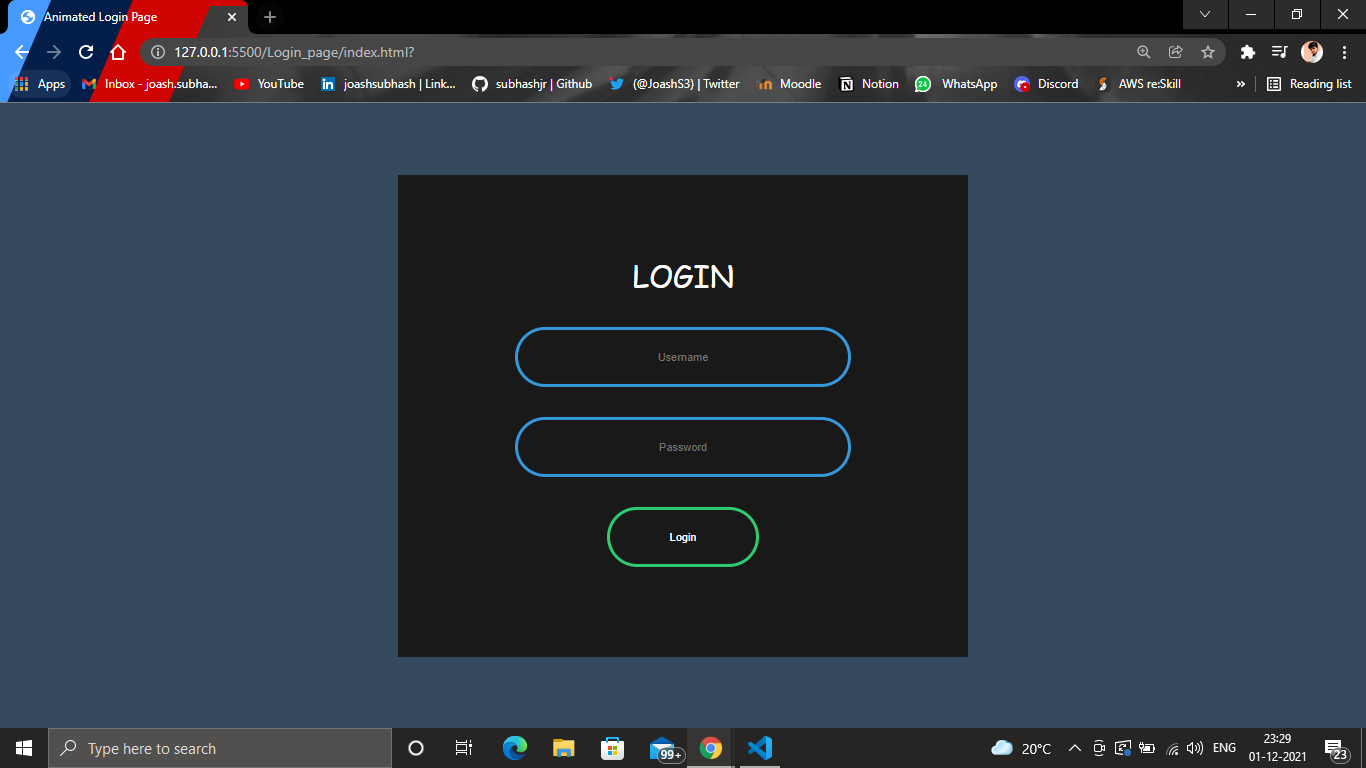 Animated Login Page
127.0.0.1:5500/Login_page/index.html?
Apps Inbox - joash.subha... YouTube joashsubhash | Link... subhashjr | Github (@JoashS3) | Twitter Moodle Notion 24 WhatsApp Discord AWS re:Skill » Reading list
LOGIN
Username
Password
Login
Type here to search 99+ 20°C ENG 23:29
01-12-2021 23